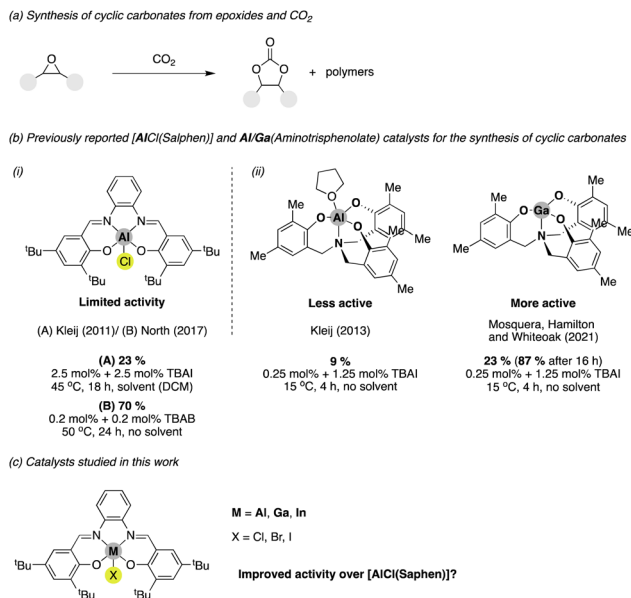 (a) Synthesis of cyclic carbonates from epoxides and CO₂
O
CO₂
O
O O
+ polymers
(b) Previously reported [AlCl(Salphen)] and Al/Ga(Aminotrisphenolate) catalysts for the synthesis of cyclic carbonates
(i)
N N
Al
O O
Cl
ᵗBu ᵗBu
ᵗBu ᵗBu
Limited activity
(A) Kleij (2011)/ (B) North (2017)
(A) 23 %
2.5 mol% + 2.5 mol% TBAI
45 °C, 18 h, solvent (DCM)
(B) 70 %
0.2 mol% + 0.2 mol% TBAB
50 °C, 24 h, no solvent
(ii)
O
Me
Me O Al O
O Me
N Me
Me
Me
Less active
Kleij (2013)
9 %
0.25 mol% + 1.25 mol% TBAI
15 °C, 4 h, no solvent
Me
Me O
O Ga
O Me
N Me
Me
Me
More active
Mosquera, Hamilton
and Whiteoak (2021)
23 % (87 % after 16 h)
0.25 mol% + 1.25 mol% TBAI
15 °C, 4 h, no solvent
(c) Catalysts studied in this work
N N
M
O O
X
ᵗBu ᵗBu
ᵗBu ᵗBu
M = Al, Ga, In
X = Cl, Br, I
Improved activity over [AlCl(Saphen)]?